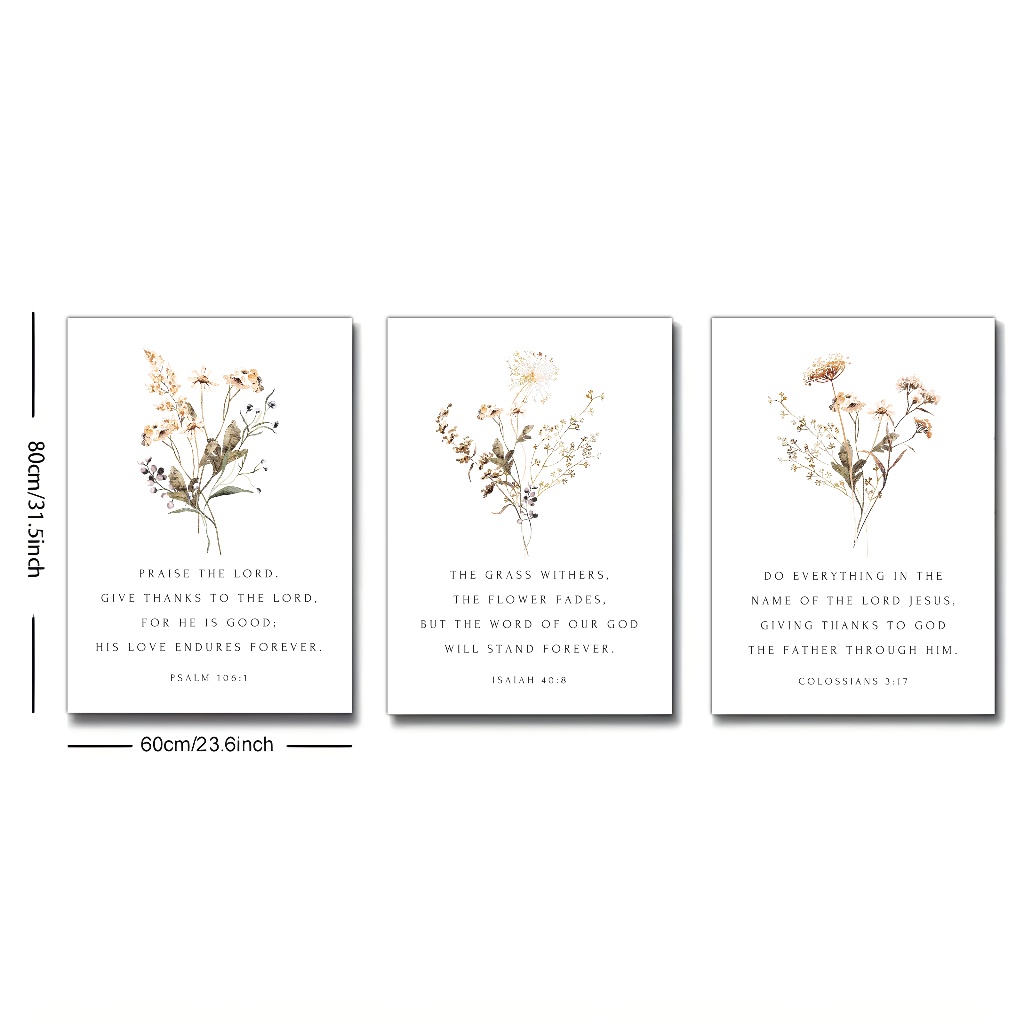 80cm/31.5inch
PRAISE THE LORD.
GIVE THANKS TO THE LORD,
FOR HE IS GOOD;
HIS LOVE ENDURES FOREVER.
PSALM 106:1
THE GRASS WITHERS,
THE FLOWER FADES,
BUT THE WORD OF OUR GOD
WILL STAND FOREVER.
ISAIAH 40:8
DO EVERYTHING IN THE
NAME OF THE LORD JESUS,
GIVING THANKS TO GOD
THE FATHER THROUGH HIM.
COLOSSIANS 3:17
60cm/23.6inch